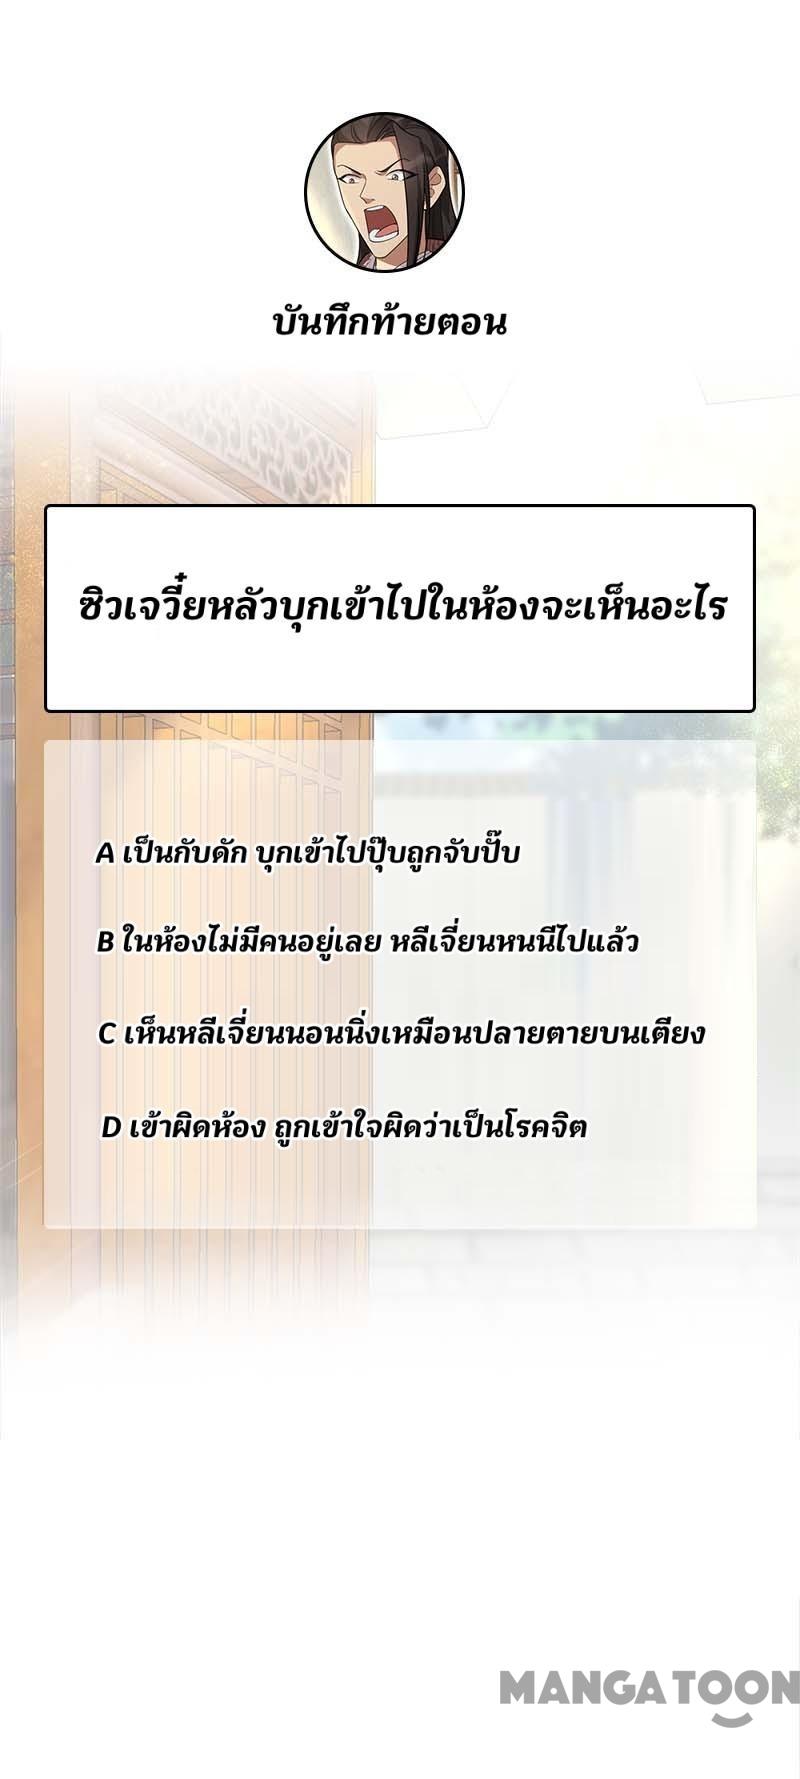 บันทึกท้ายตอน
ซิวเจวี๋ยหลัวบุกเข้าไปในห้องจะเห็นอะไร
A เป็นกับดัก บุกเข้าไปปุ๊บถูกจับปั๊บ
B ในห้องไม่มีคนอยู่เลย หลีเจี่ยนหนนีไปแล้ว
C เห็นหลีเจี่ยนนอนนิ่งเหมือนปลายตายบนเตียง
D เข้าผิดห้อง ถูกเข้าใจผิดว่าเป็นโรคจิต
MANGATOON